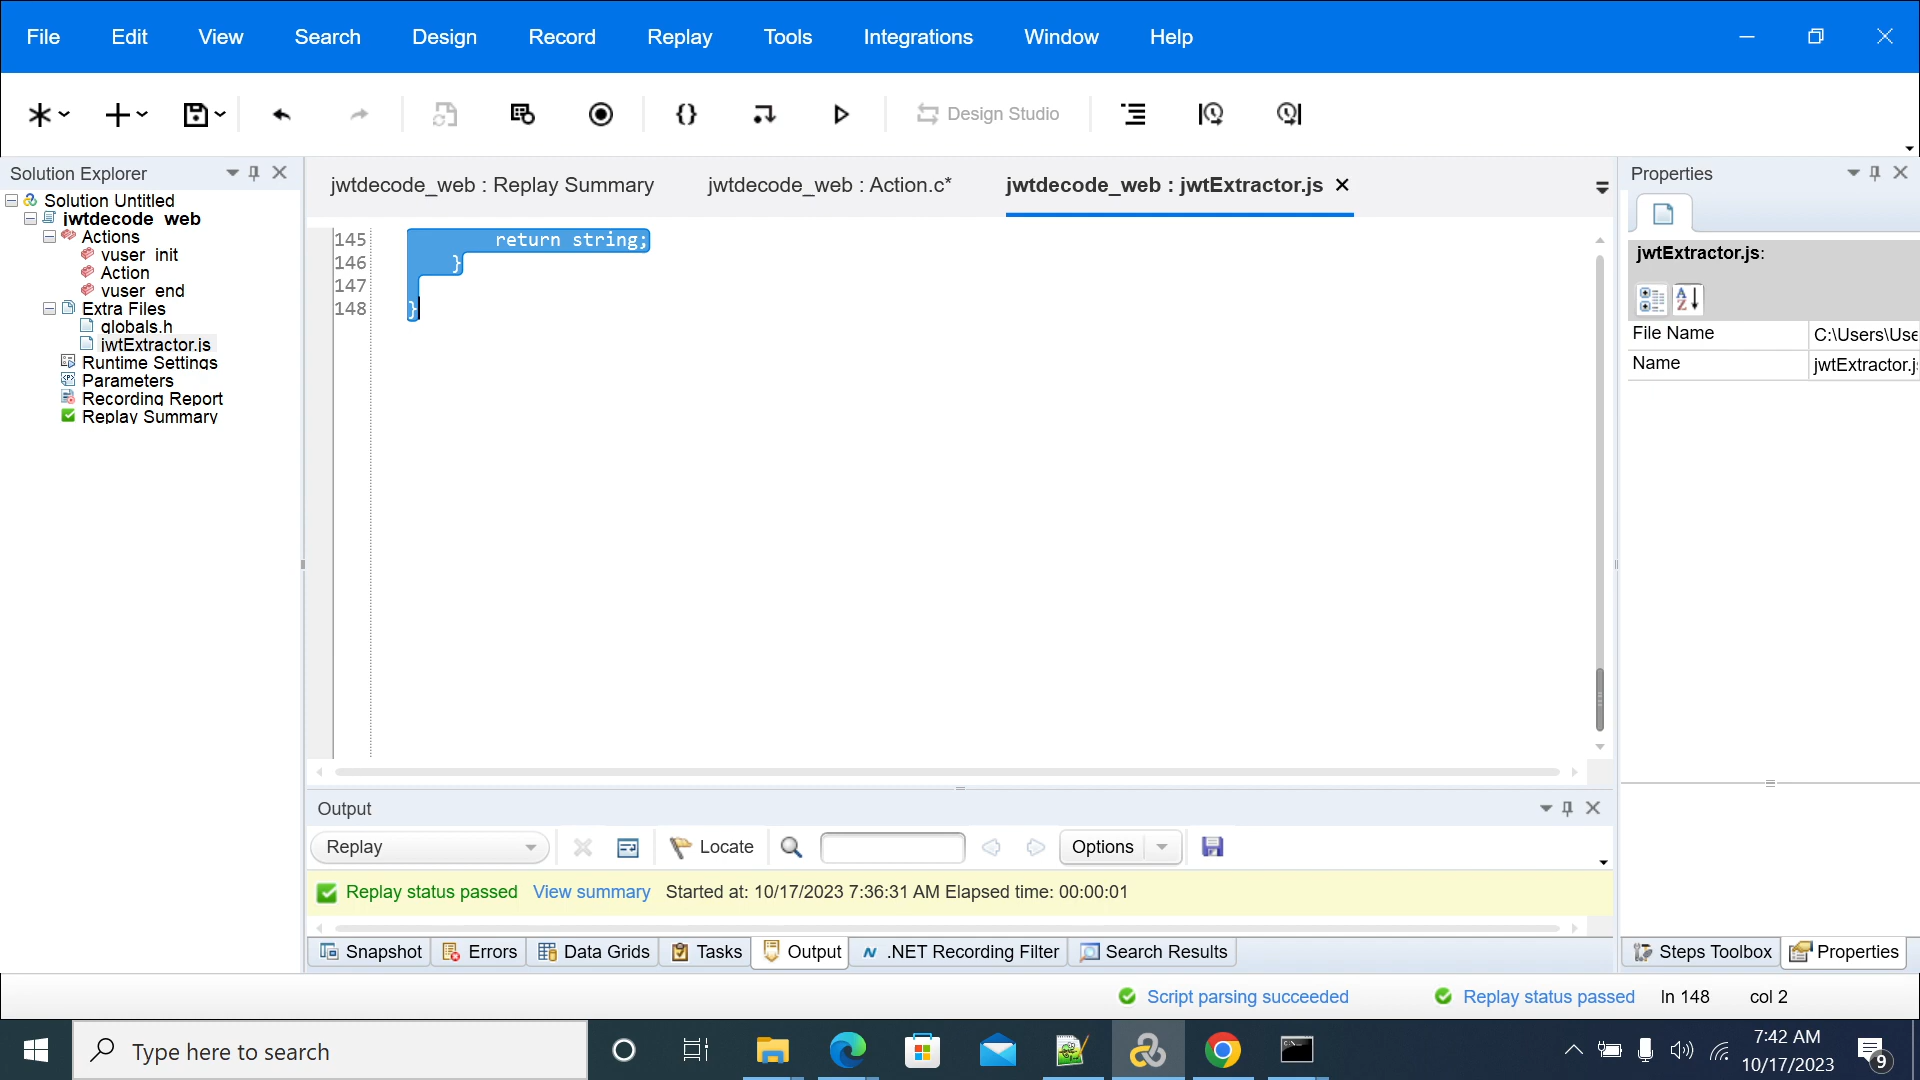 File Edit View Search Design Record Replay Tools Integrations Window Help
Design Studio
Solution Explorer
Solution Untitled
jwtdecode_web
Actions
vuser_init
Action
vuser_end
Extra Files
globals.h
jwtExtractor.js
Runtime Settings
Parameters
Recording Report
Replay Summary
jwtdecode_web : Replay Summary jwtdecode_web : Action.c* jwtdecode_web : jwtExtractor.js
145 return string;
146 }
147
148 }
Properties
jwtExtractor.js:
File Name C:\Users\Use
Name jwtExtractor.j
Output
Replay Locate Options
Replay status passed View summary Started at: 10/17/2023 7:36:31 AM Elapsed time: 00:00:01
Snapshot Errors Data Grids Tasks Output .NET Recording Filter Search Results
Steps Toolbox Properties
Script parsing succeeded Replay status passed ln 148 col 2
Type here to search
7:42 AM
10/17/2023
9